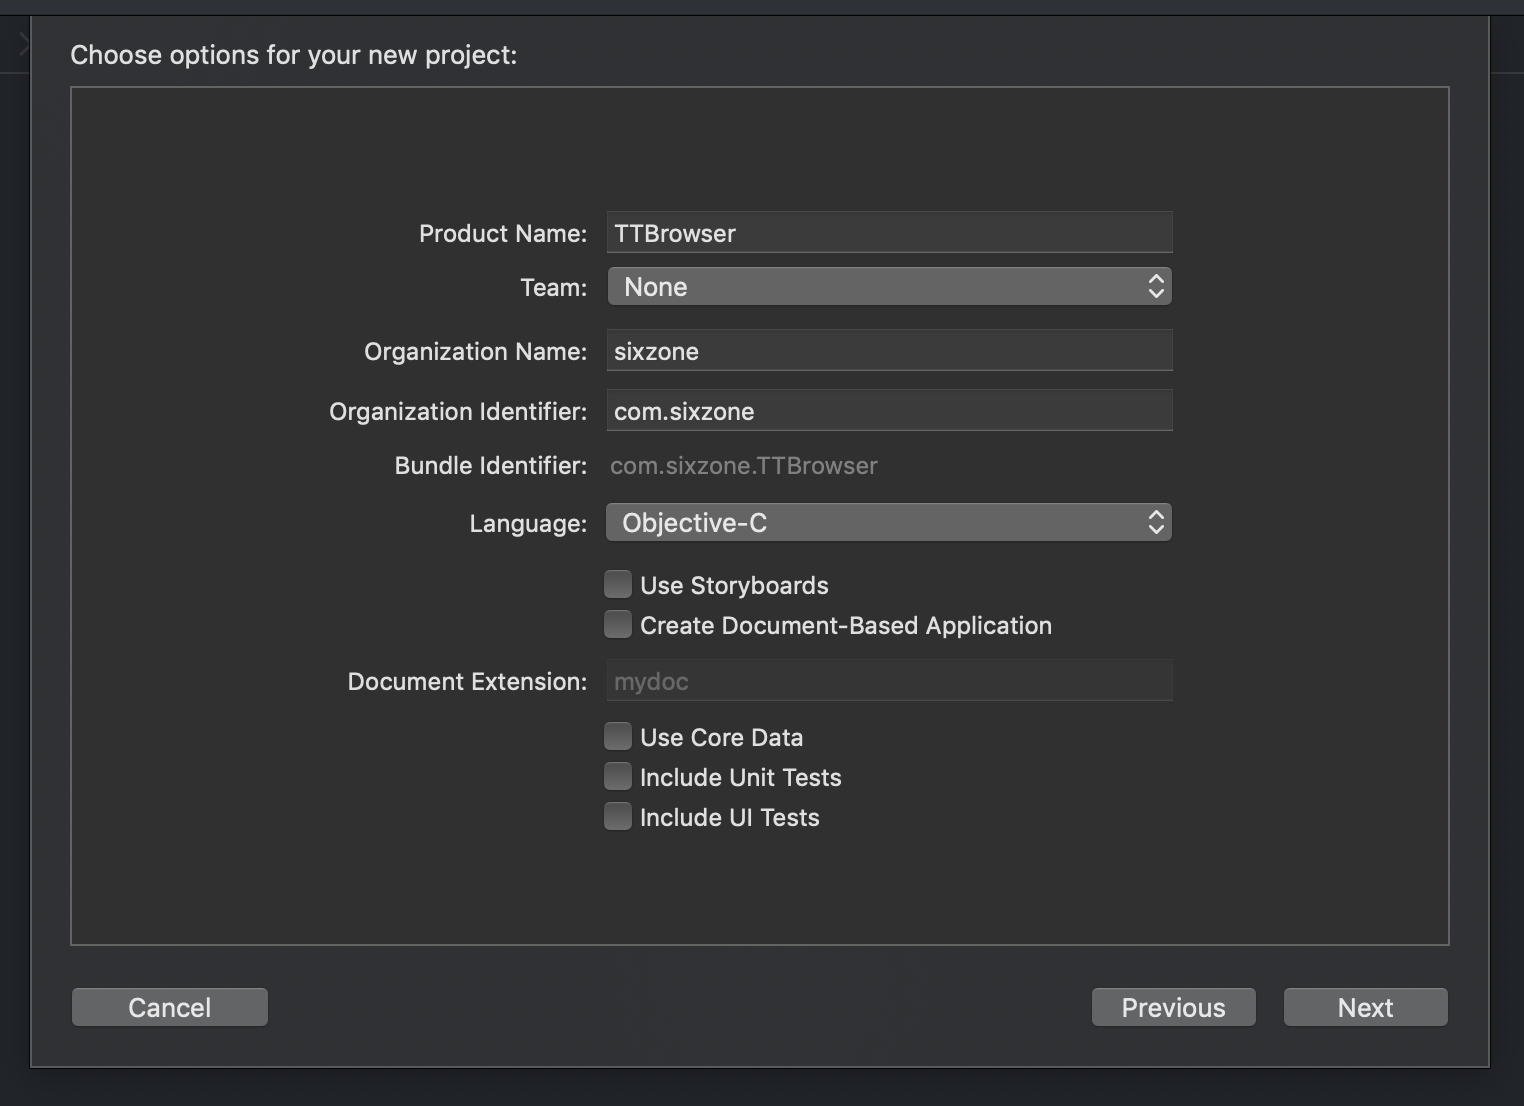 Choose options for your new project:
Product Name: TTBrowser
Team: None
Organization Name: sixzone
Organization Identifier: com.sixzone
Bundle Identifier: com.sixzone.TTBrowser
Language: Objective-C
Use Storyboards
Create Document-Based Application
Document Extension: mydoc
Use Core Data
Include Unit Tests
Include UI Tests
Cancel Previous Next